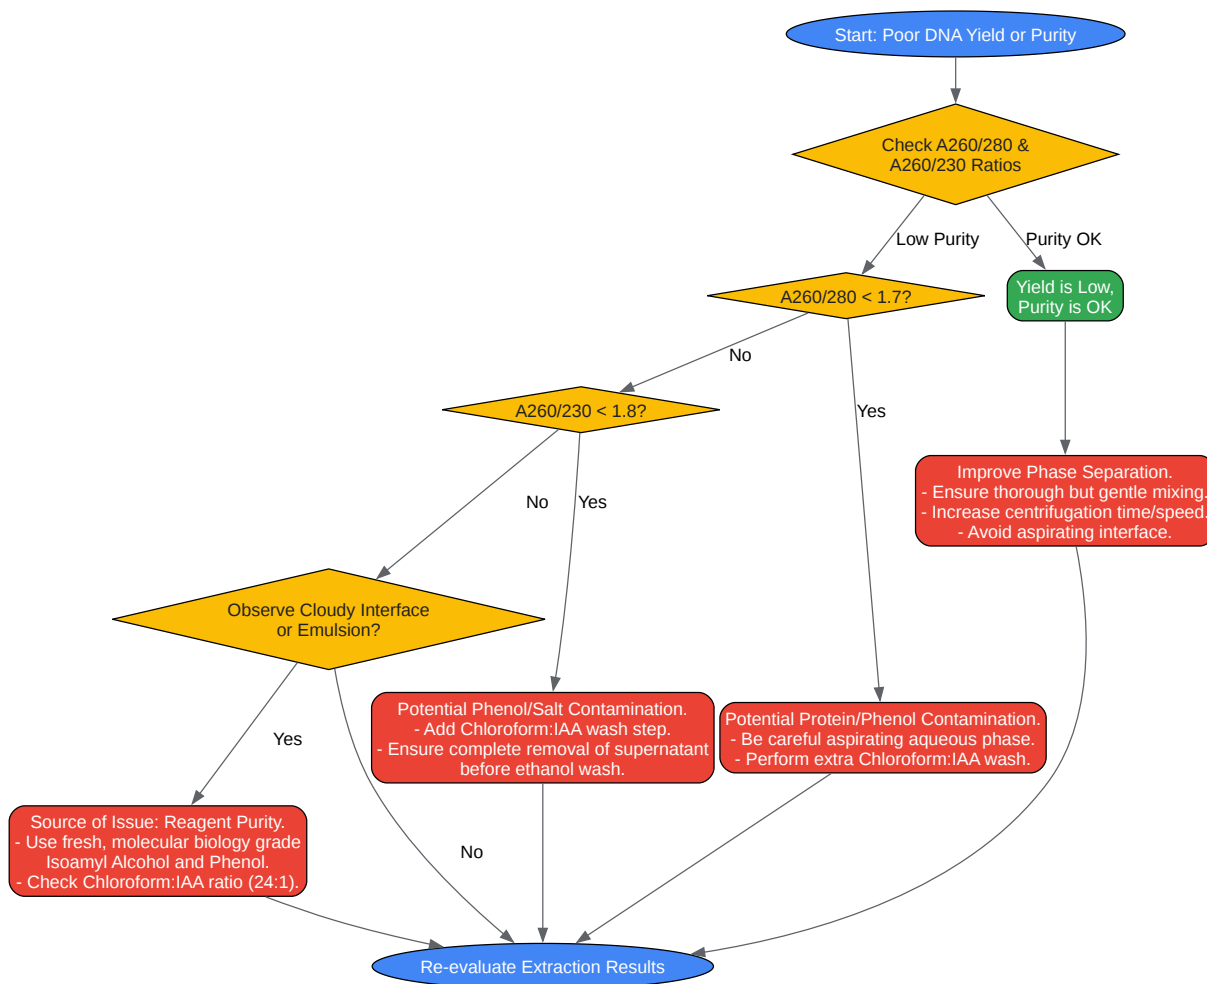 Start: Poor DNA Yield or Purity
Check A260/280 &
A260/230 Ratios
Low Purity
Purity OK
A260/280 < 1.7?
Yield is Low,
Purity is OK
No
A260/230 < 1.8?
Yes
Improve Phase Separation.
- Ensure thorough but gentle mixing.
- Increase centrifugation time/speed.
- Avoid aspirating interface.
No
Yes
Observe Cloudy Interface
or Emulsion?
Potential Phenol/Salt Contamination.
- Add Chloroform:IAA wash step.
- Ensure complete removal of supernatant
before ethanol wash.
Potential Protein/Phenol Contamination.
- Be careful aspirating aqueous phase.
- Perform extra Chloroform:IAA wash.
Yes
Source of Issue: Reagent Purity.
- Use fresh, molecular biology grade
Isoamyl Alcohol and Phenol.
- Check Chloroform:IAA ratio (24:1).
No
Re-evaluate Extraction Results